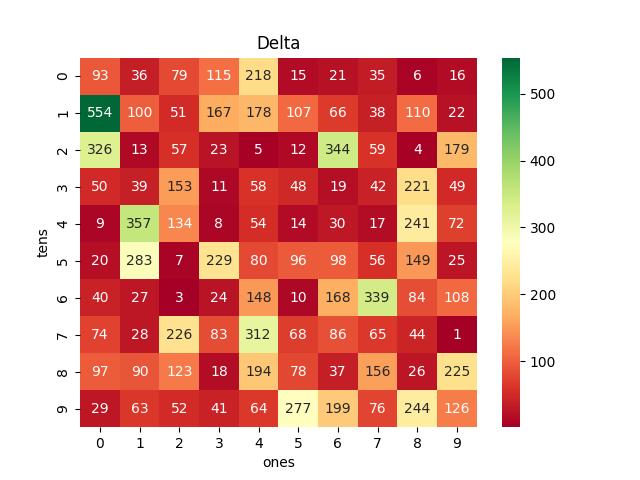 Delta
0 93 36 79 115 218 15 21 35 6 16
1 554 100 51 167 178 107 66 38 110 22
2 326 13 57 23 5 12 344 59 4 179
3 50 39 153 11 58 48 19 42 221 49
4 9 357 134 8 54 14 30 17 241 72
5 20 283 7 229 80 96 98 56 149 25
6 40 27 3 24 148 10 168 339 84 108
7 74 28 226 83 312 68 86 65 44 1
8 97 90 123 18 194 78 37 156 26 225
9 29 63 52 41 64 277 199 76 244 126
0 1 2 3 4 5 6 7 8 9
ones
tens
500
400
300
200
100